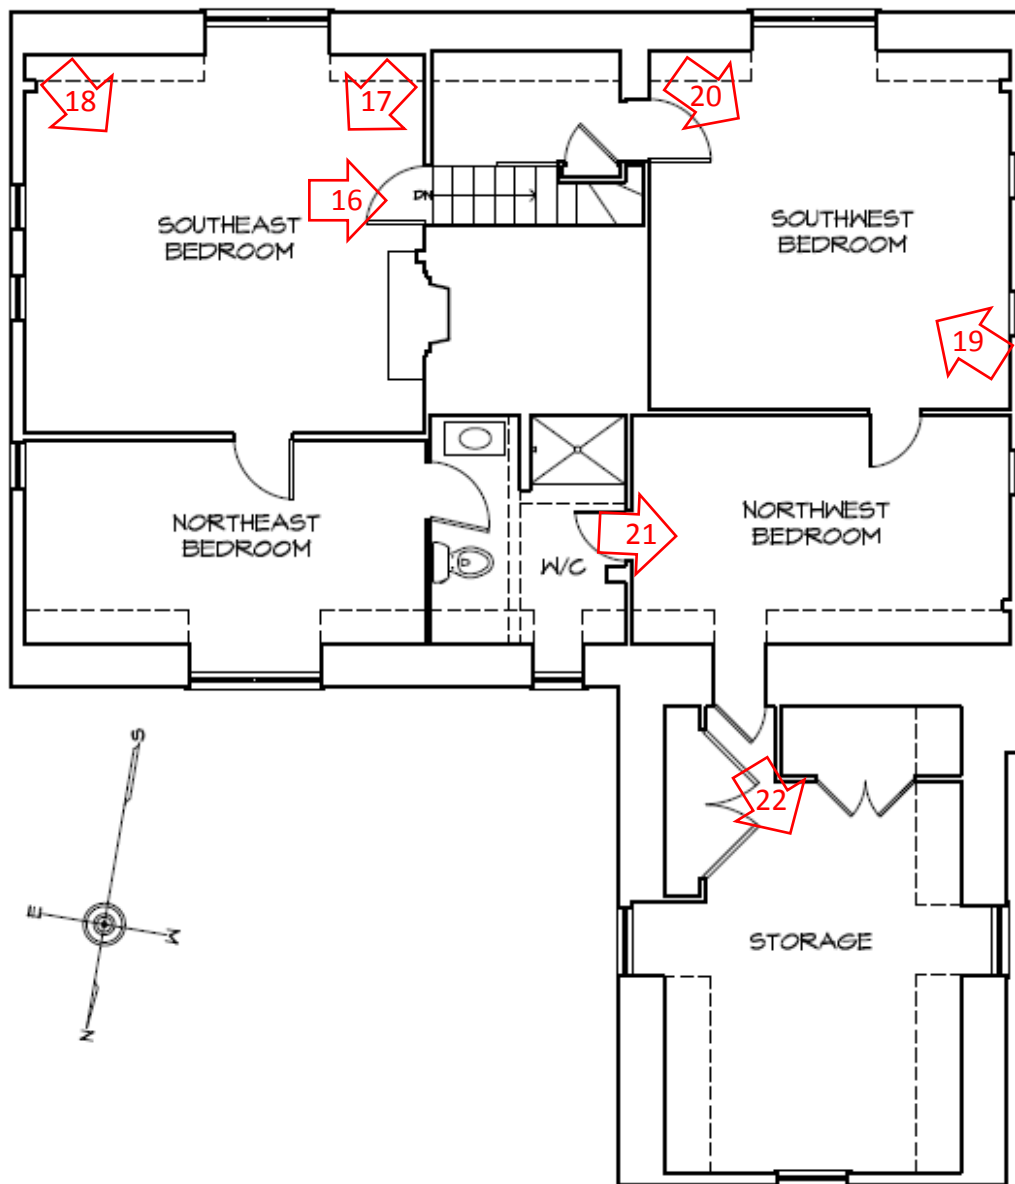 18
17
20
16
DN
SOUTHEAST
BEDROOM
SOUTHWEST
BEDROOM
19
NORTHEAST
BEDROOM
W/C
21
NORTHWEST
BEDROOM
22
STORAGE
S
E
W
N